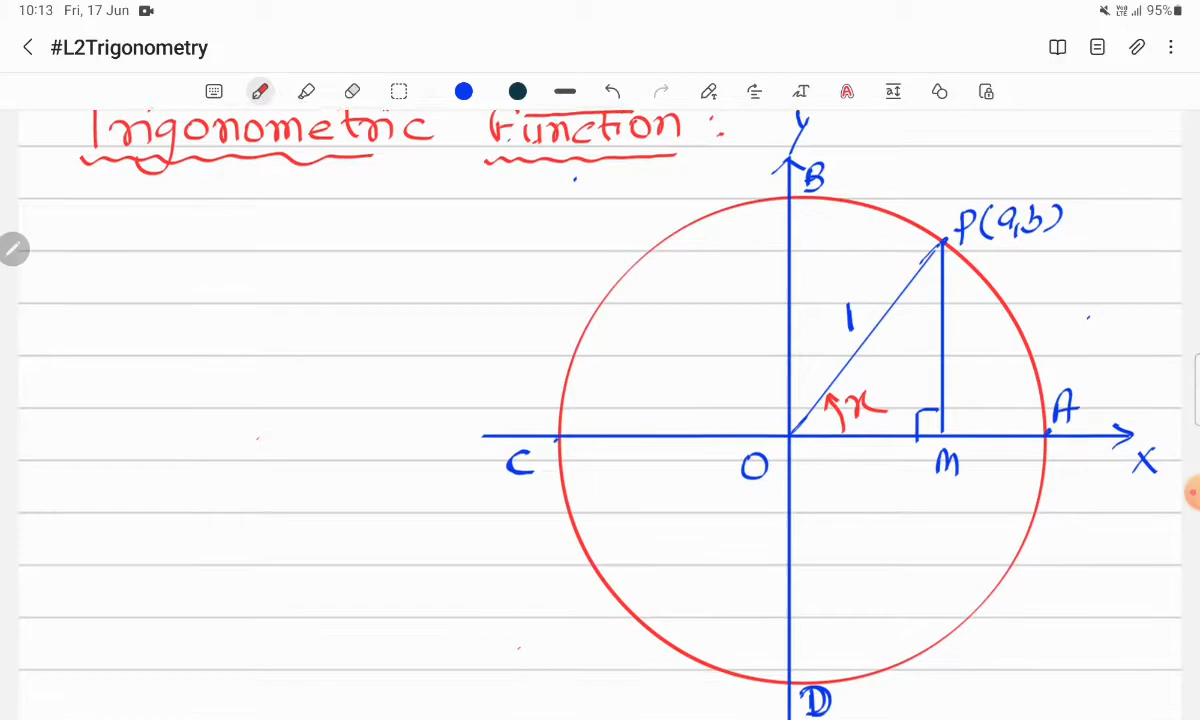 10:13 Fri, 17 Jun 95%
#L2Trigonometry
Trigonometric Function :
y
B
P(a,b)
1
x
A
C
O
M
X
D